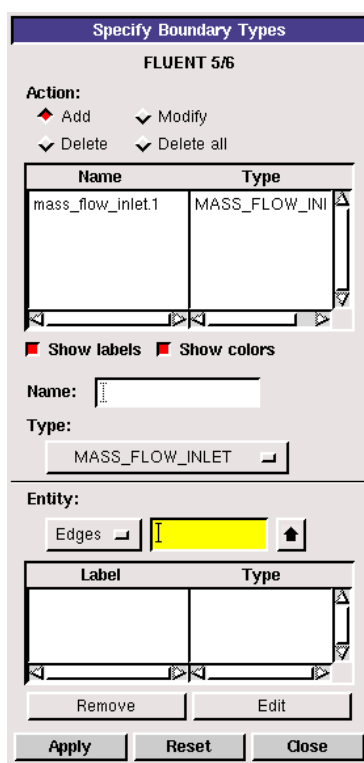 Specify Boundary Types
FLUENT 5/6
Action:
Add Modify
Delete Delete all
Name Type
mass_flow_inlet.1 MASS_FLOW_INI
Show labels Show colors
Name:
Type:
MASS_FLOW_INLET
Entity:
Edges
Label Type
Remove Edit
Apply Reset Close